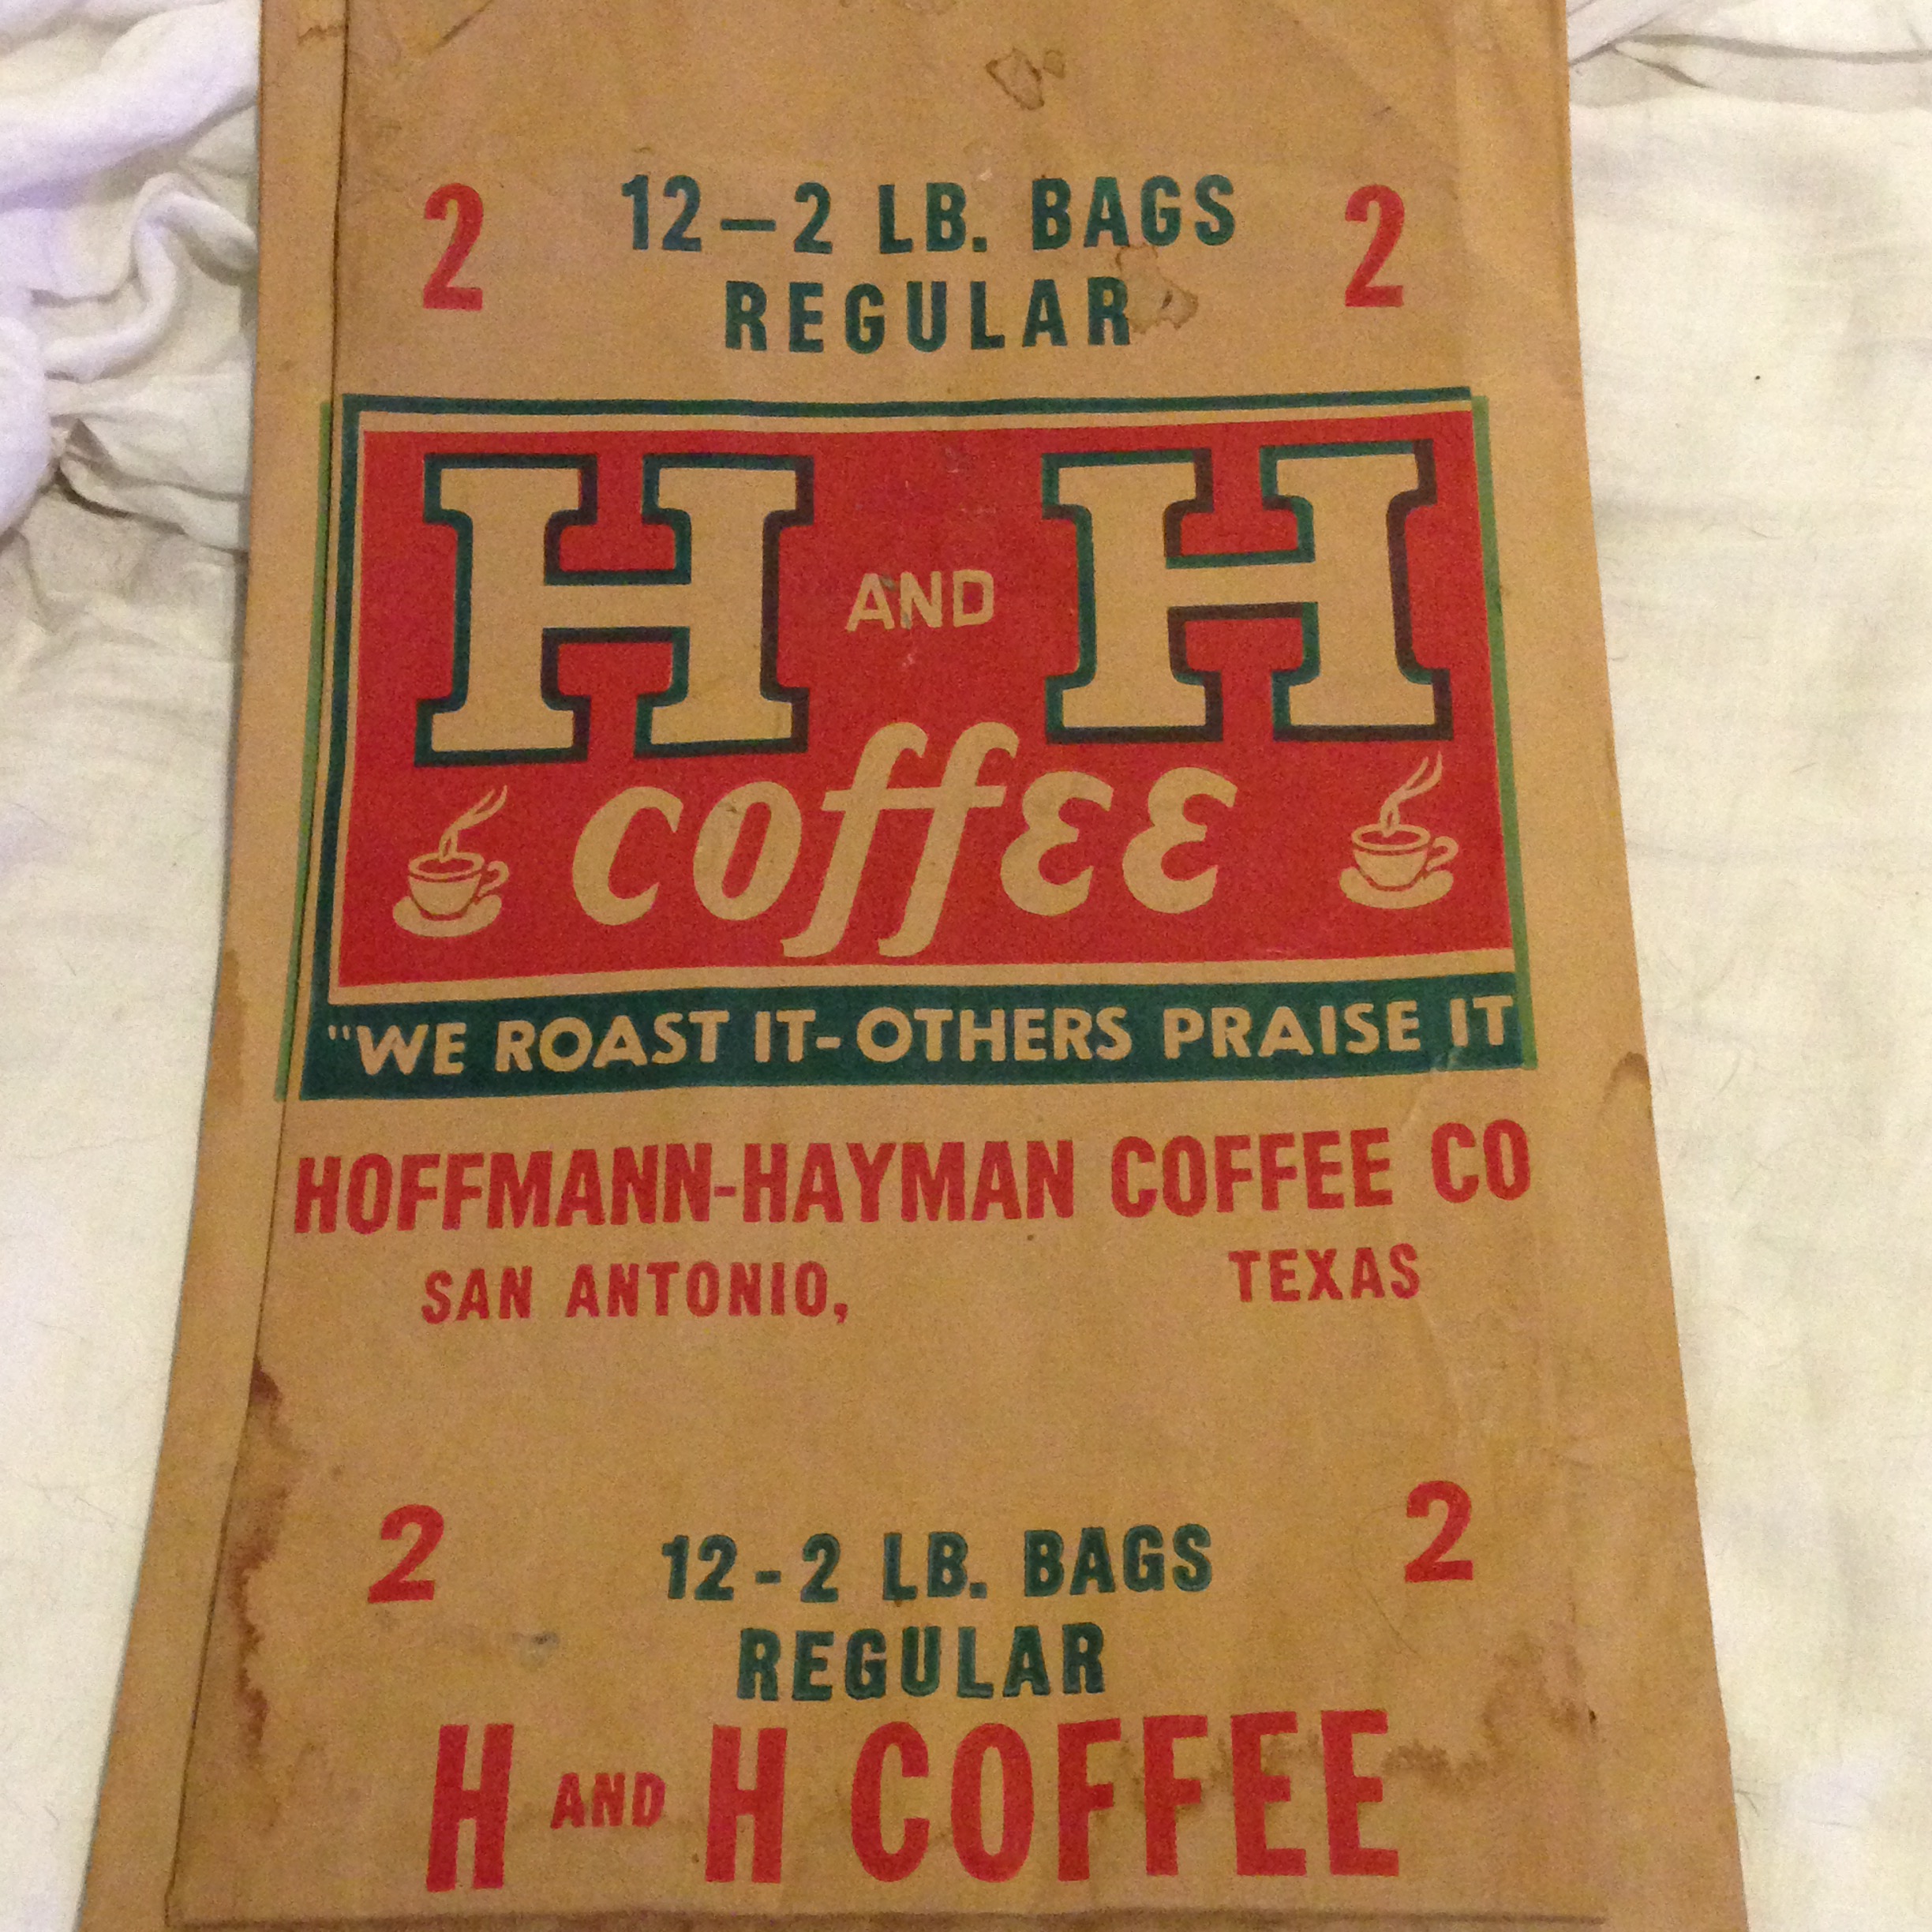 2 12–2 LB. BAGS 2
REGULAR
H AND H
coffee
"WE ROAST IT-OTHERS PRAISE IT
HOFFMANN-HAYMAN COFFEE CO
SAN ANTONIO, TEXAS
2 12-2 LB. BAGS 2
REGULAR
H AND H COFFEE